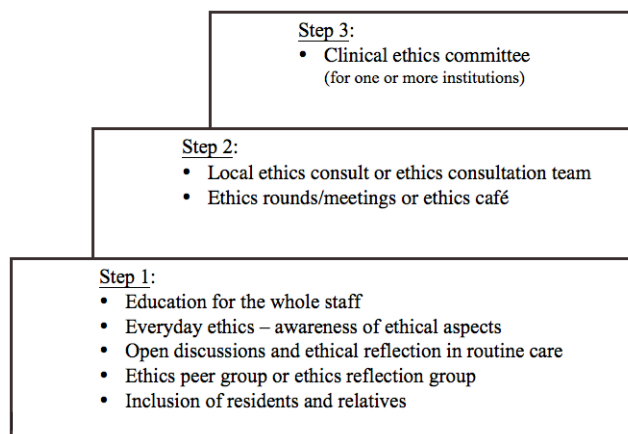 Step 3:
• Clinical ethics committee
(for one or more institutions)
Step 2:
• Local ethics consult or ethics consultation team
• Ethics rounds/meetings or ethics café
Step 1:
• Education for the whole staff
• Everyday ethics – awareness of ethical aspects
• Open discussions and ethical reflection in routine care
• Ethics peer group or ethics reflection group
• Inclusion of residents and relatives